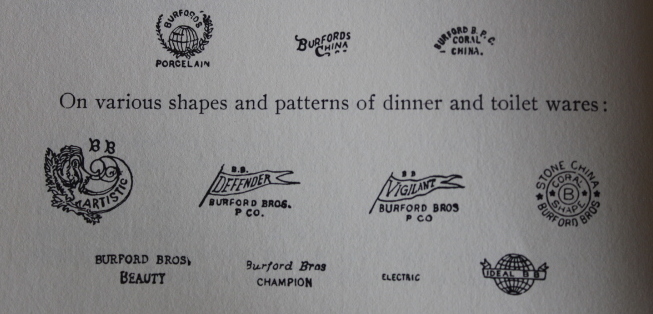 BURFORDS
PORCELAIN
BURFORDS
CHINA
BURFORD B.P.C.
CORAL
CHINA.
On various shapes and patterns of dinner and toilet wares:
BB
ARTISTIC
B.B.
DEFENDER
BURFORD BROS.
P CO.
B B
VIGILANT
BURFORD BROS
P CO
STONE CHINA
CORAL
B
SHAPE
BURFORD BROS
BURFORD BROS,
BEAUTY
Burford Bros
CHAMPION
ELECTRIC
IDEAL B B